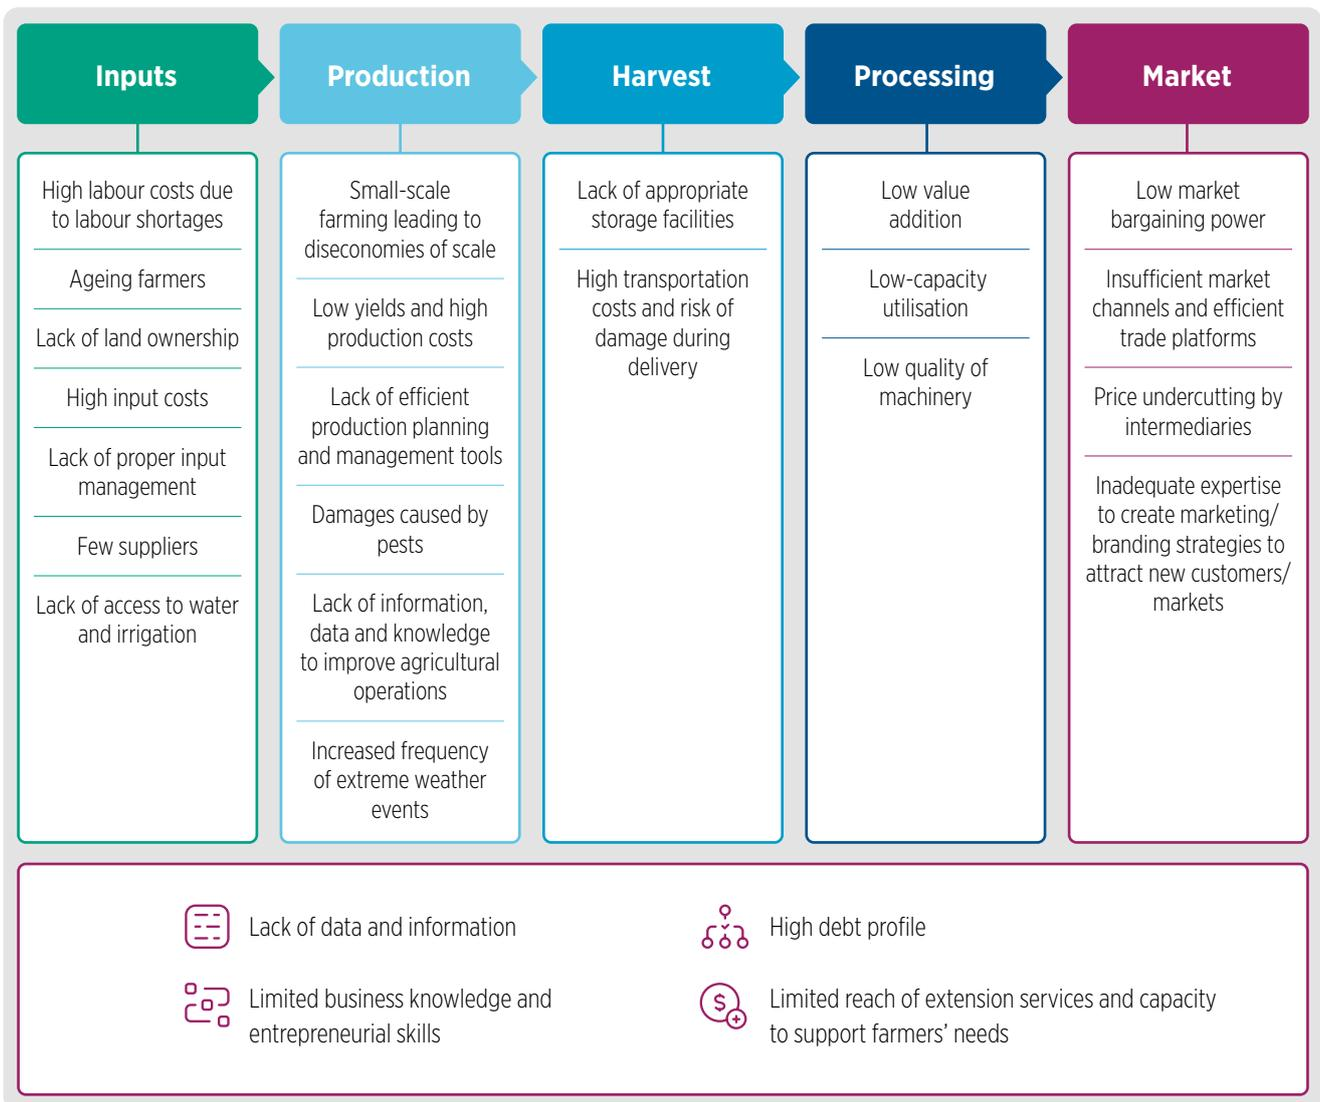 Inputs
Production
Harvest
Processing
Market
High labour costs due
to labour shortages
Ageing farmers
Lack of land ownership
High input costs
Lack of proper input
management
Few suppliers
Lack of access to water
and irrigation
Small-scale
farming leading to
diseconomies of scale
Low yields and high
production costs
Lack of efficient
production planning
and management tools
Damages caused by
pests
Lack of information,
data and knowledge
to improve agricultural
operations
Increased frequency
of extreme weather
events
Lack of appropriate
storage facilities
High transportation
costs and risk of
damage during
delivery
Low value
addition
Low-capacity
utilisation
Low quality of
machinery
Low market
bargaining power
Insufficient market
channels and efficient
trade platforms
Price undercutting by
intermediaries
Inadequate expertise
to create marketing/
branding strategies to
attract new customers/
markets
Lack of data and information
High debt profile
Limited business knowledge and
entrepreneurial skills
$
Limited reach of extension services and capacity
to support farmers’ needs